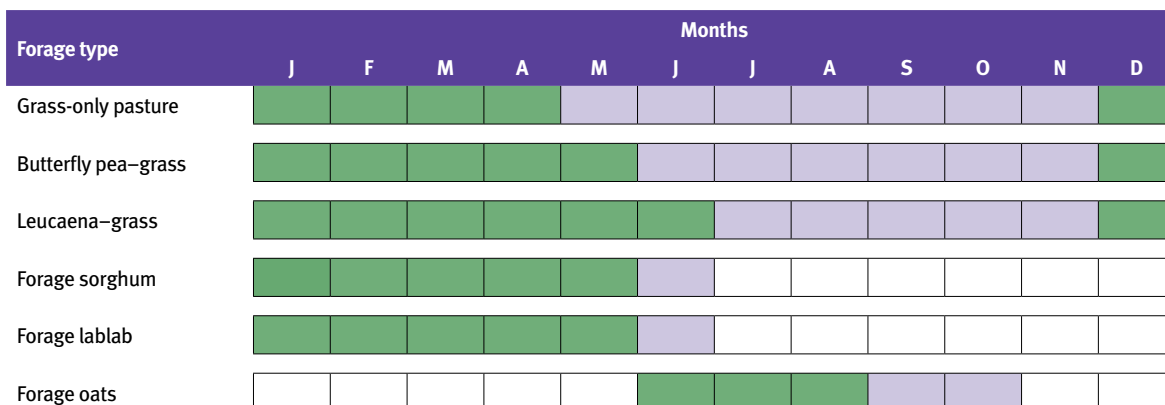 Months
Forage type
J F M A M J J A S O N D
Grass-only pasture
Butterfly pea–grass
Leucaena–grass
Forage sorghum
Forage lablab
Forage oats